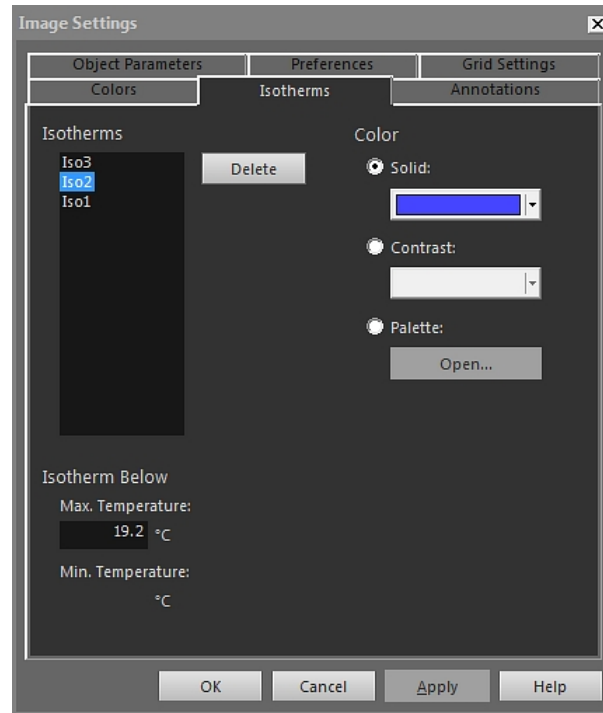 Image Settings
Object Parameters Preferences Grid Settings
Colors Isotherms Annotations
Isotherms
Color
Iso3
Iso2
Iso1
Delete
Solid:
Contrast:
Palette:
Open...
Isotherm Below
Max. Temperature:
19.2 °C
Min. Temperature:
°C
OK Cancel Apply Help